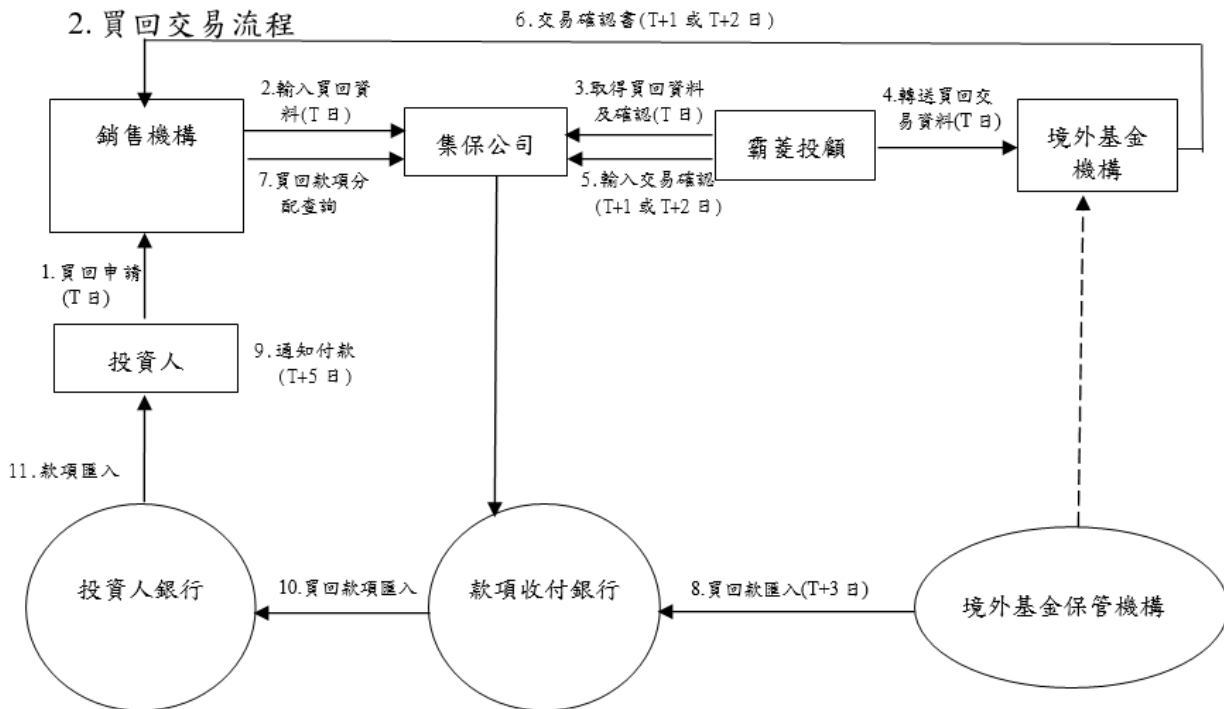 2.買回交易流程
6.交易確認書(T+1 或 T+2 日)
2.輸入買回資
料(T 日)
3.取得買回資料
及確認(T 日)
4.轉送買回交
易資料(T 日)
銷售機構
集保公司
霸菱投顧
境外基金
機構
7.買回款項分
配查詢
5.輸入交易確認
(T+1 或 T+2 日)
1.買回申請
(T 日)
投資人
9.通知付款
(T+5 日)
11.款項匯入
投資人銀行
10.買回款項匯入
款項收付銀行
8.買回款匯入(T+3 日)
境外基金保管機構